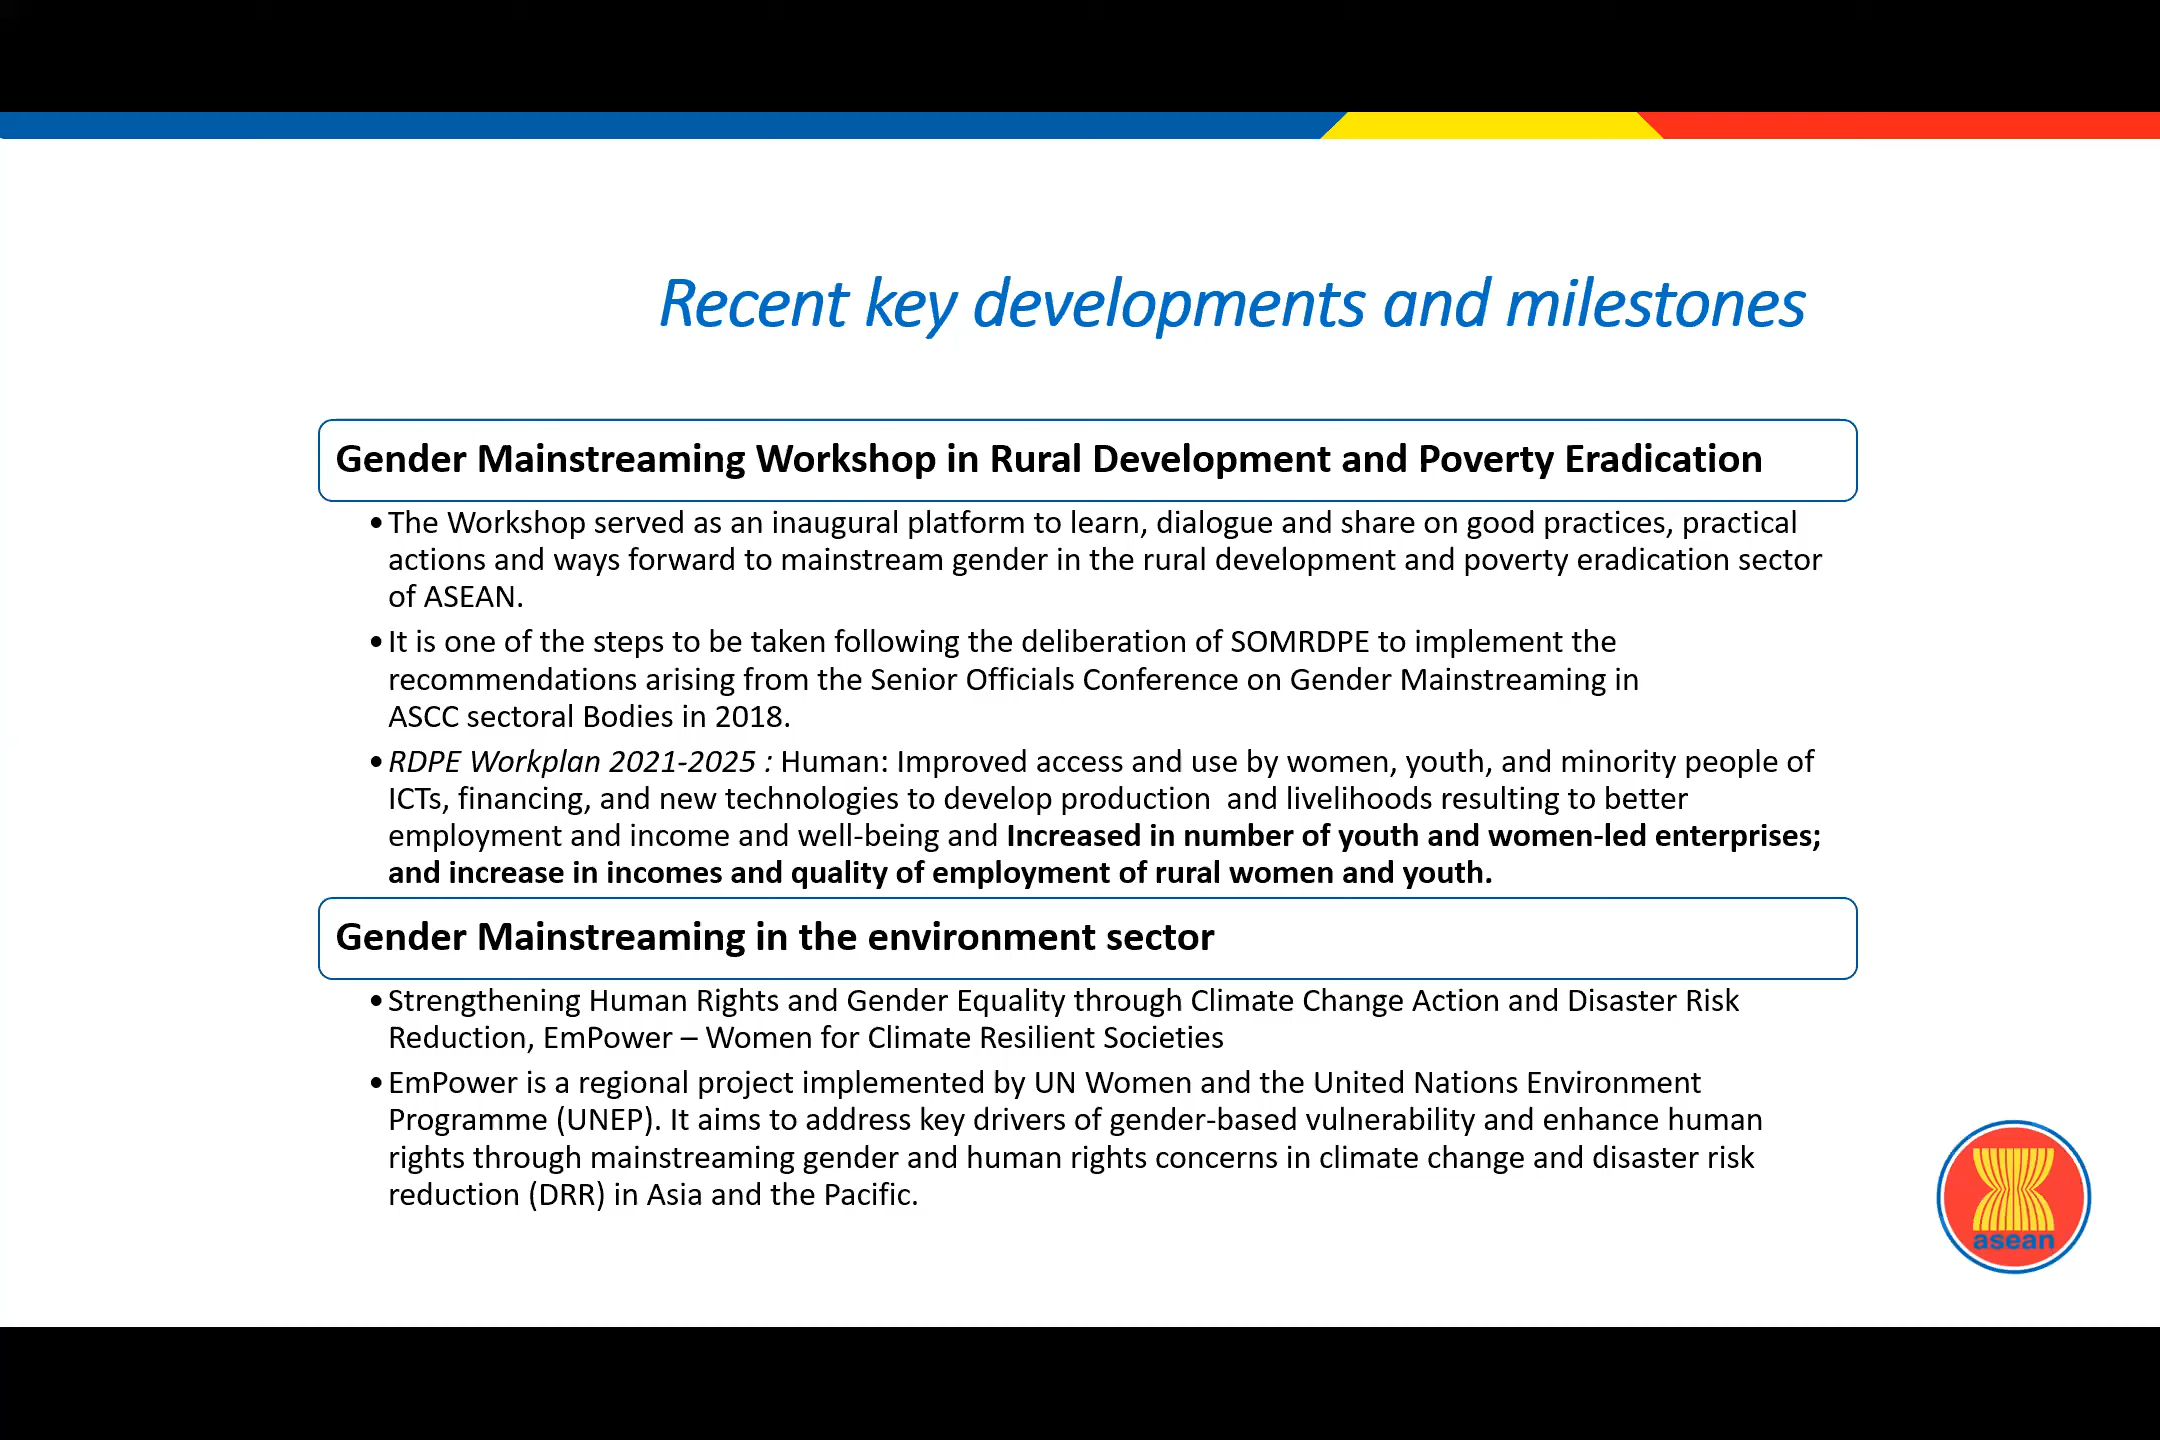 Recent key developments and milestones
Gender Mainstreaming Workshop in Rural Development and Poverty Eradication
•The Workshop served as an inaugural platform to learn, dialogue and share on good practices, practical
actions and ways forward to mainstream gender in the rural development and poverty eradication sector
of ASEAN.
•It is one of the steps to be taken following the deliberation of SOMRDPE to implement the
recommendations arising from the Senior Officials Conference on Gender Mainstreaming in
ASCC sectoral Bodies in 2018.
•RDPE Workplan 2021-2025 : Human: Improved access and use by women, youth, and minority people of
ICTs, financing, and new technologies to develop production  and livelihoods resulting to better
employment and income and well-being and Increased in number of youth and women-led enterprises;
and increase in incomes and quality of employment of rural women and youth.
Gender Mainstreaming in the environment sector
•Strengthening Human Rights and Gender Equality through Climate Change Action and Disaster Risk
Reduction, EmPower – Women for Climate Resilient Societies
•EmPower is a regional project implemented by UN Women and the United Nations Environment
Programme (UNEP). It aims to address key drivers of gender-based vulnerability and enhance human
rights through mainstreaming gender and human rights concerns in climate change and disaster risk
reduction (DRR) in Asia and the Pacific.
asean